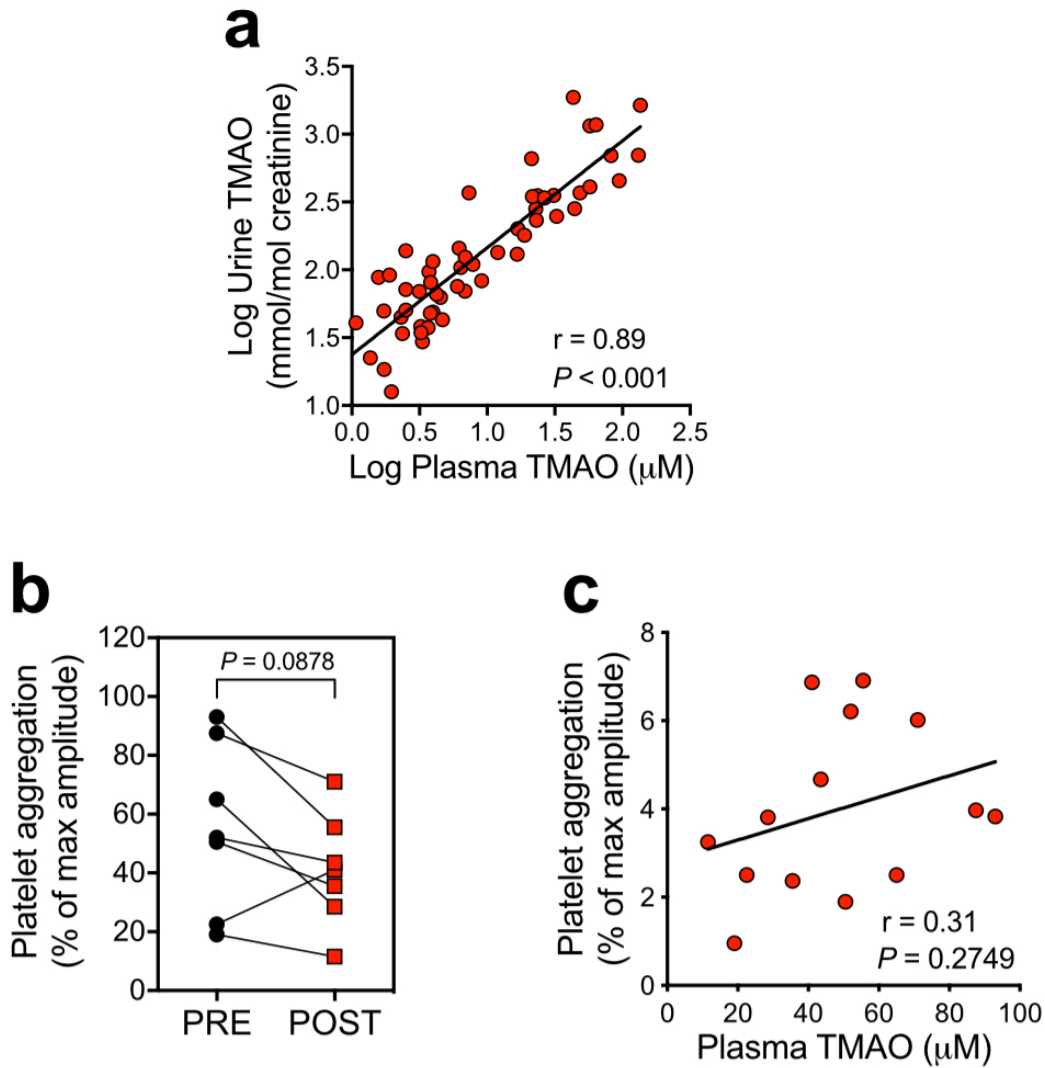 a
Log Urine TMAO
(mmol/mol creatinine)
3.5
3.0
2.5
2.0
1.5
1.0
r = 0.89
P < 0.001
0.0 0.5 1.0 1.5 2.0 2.5
Log Plasma TMAO (μM)
b
Platelet aggregation
(% of max amplitude)
120
100
80
60
40
20
0
P = 0.0878
PRE POST
c
Platelet aggregation
(% of max amplitude)
8
6
4
2
0
r = 0.31
P = 0.2749
0 20 40 60 80 100
Plasma TMAO (μM)